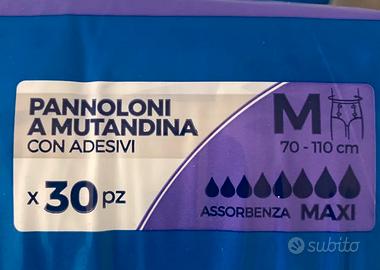 PANNOLONI
A MUTANDINA
CON ADESIVI
x 30 pz
M
70 - 110 cm
ASSORBENZA MAXI
subito